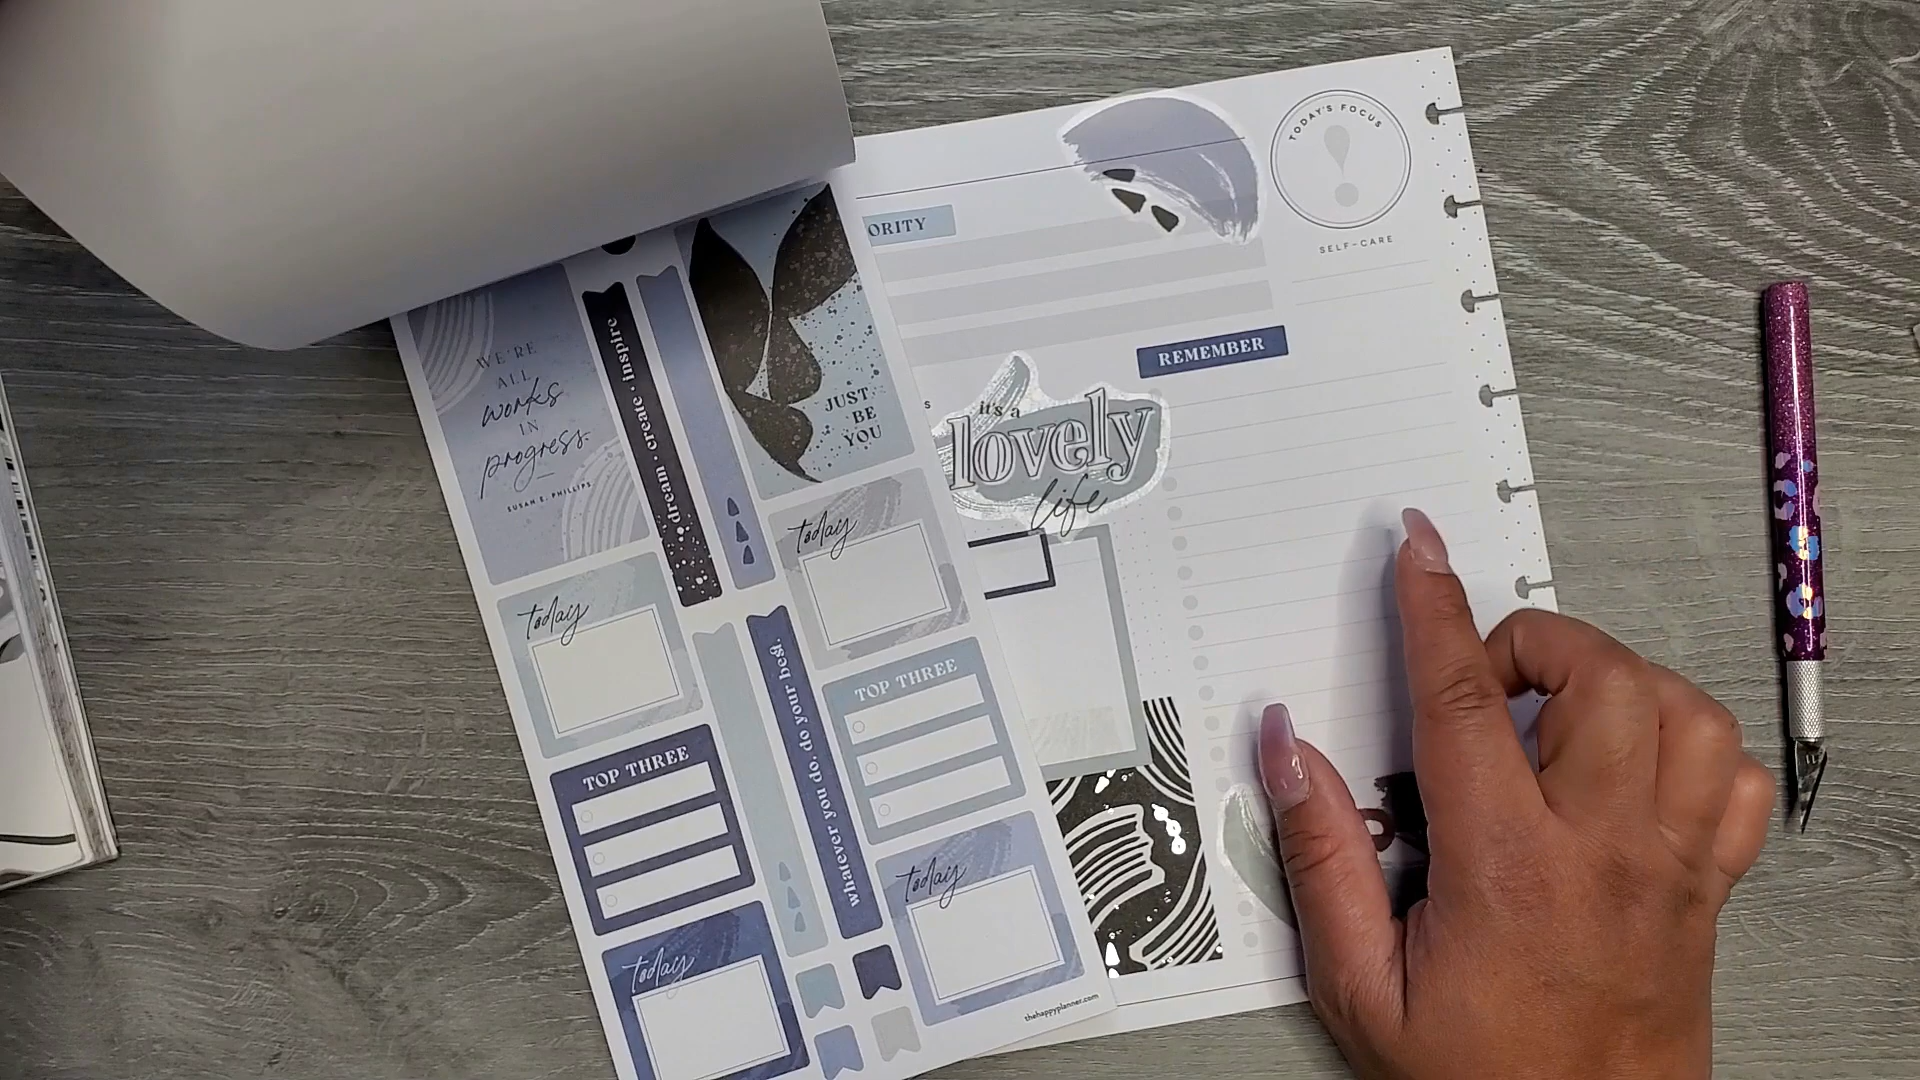 WE'RE
ALL
works
IN
progress.
SUSAN E. PHILLIPS
dream • create • inspire
JUST
BE
YOU
today
today
TOP THREE
TOP THREE
whatever you do, do your best.
today
today
thehappyplanner.com
ORITY
TODAY'S FOCUS
!
SELF-CARE
REMEMBER
it's a
lovely
life